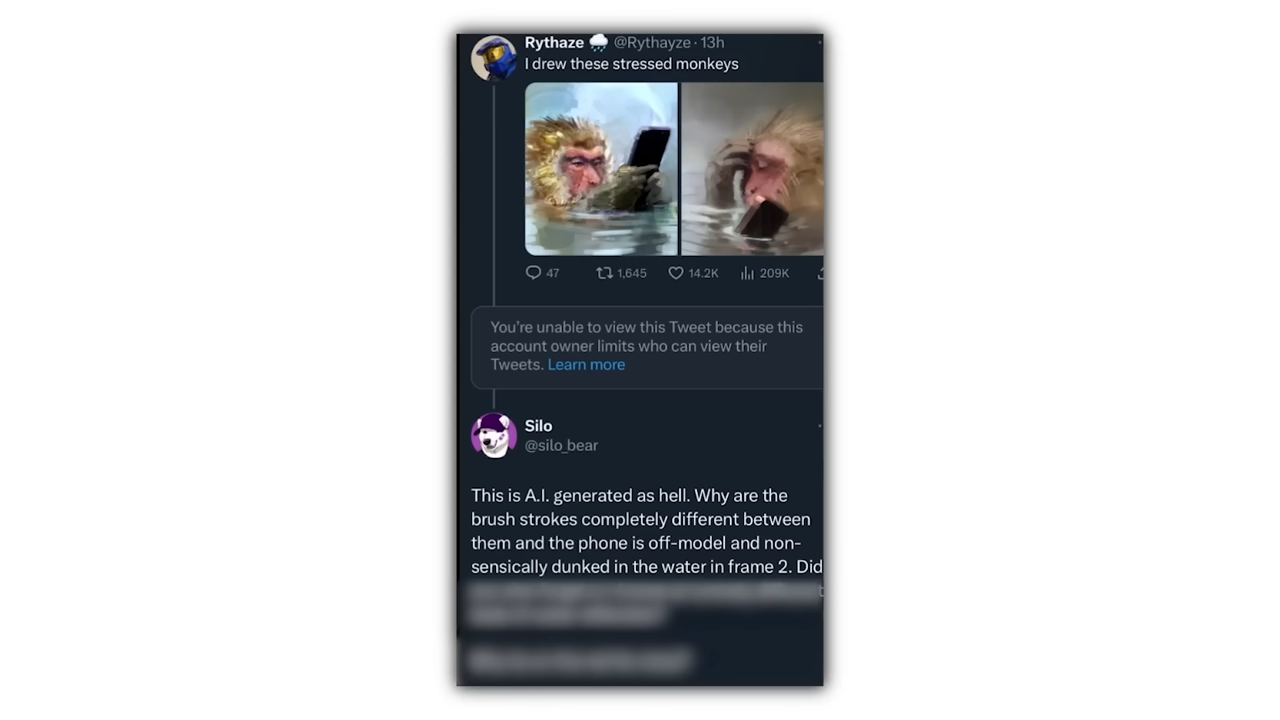 Rythaze 🌧️ @Rythayze · 13h
I drew these stressed monkeys
47 1,645 14.2K 209K
You're unable to view this Tweet because this
account owner limits who can view their
Tweets. Learn more
Silo
@silo_bear
This is A.I. generated as hell. Why are the
brush strokes completely different between
them and the phone is off-model and non-
sensically dunked in the water in frame 2. Did